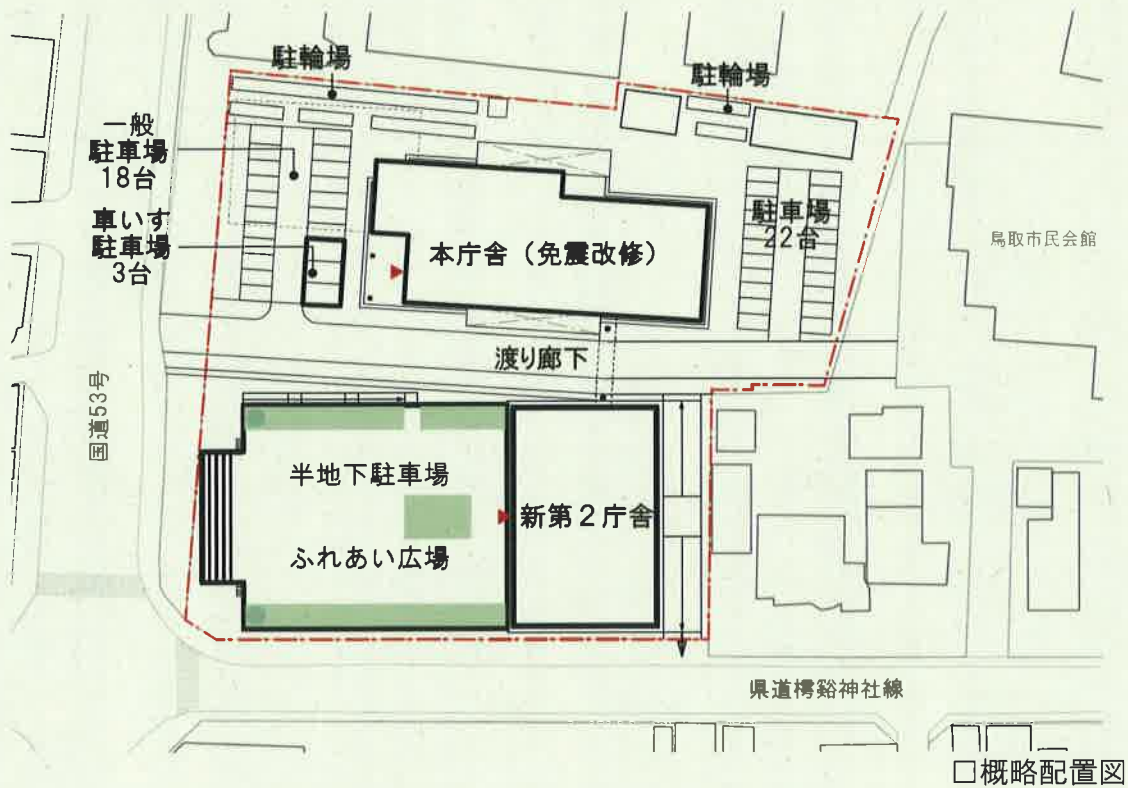 駐輪場
駐輪場
一般
駐車場
18台
車いす
駐車場
3台
駐車場
22台
本庁舎（免震改修）
鳥取市民会館
渡り廊下
国道53号
半地下駐車場
新第２庁舎
ふれあい広場
県道樗谿神社線
□概略配置図